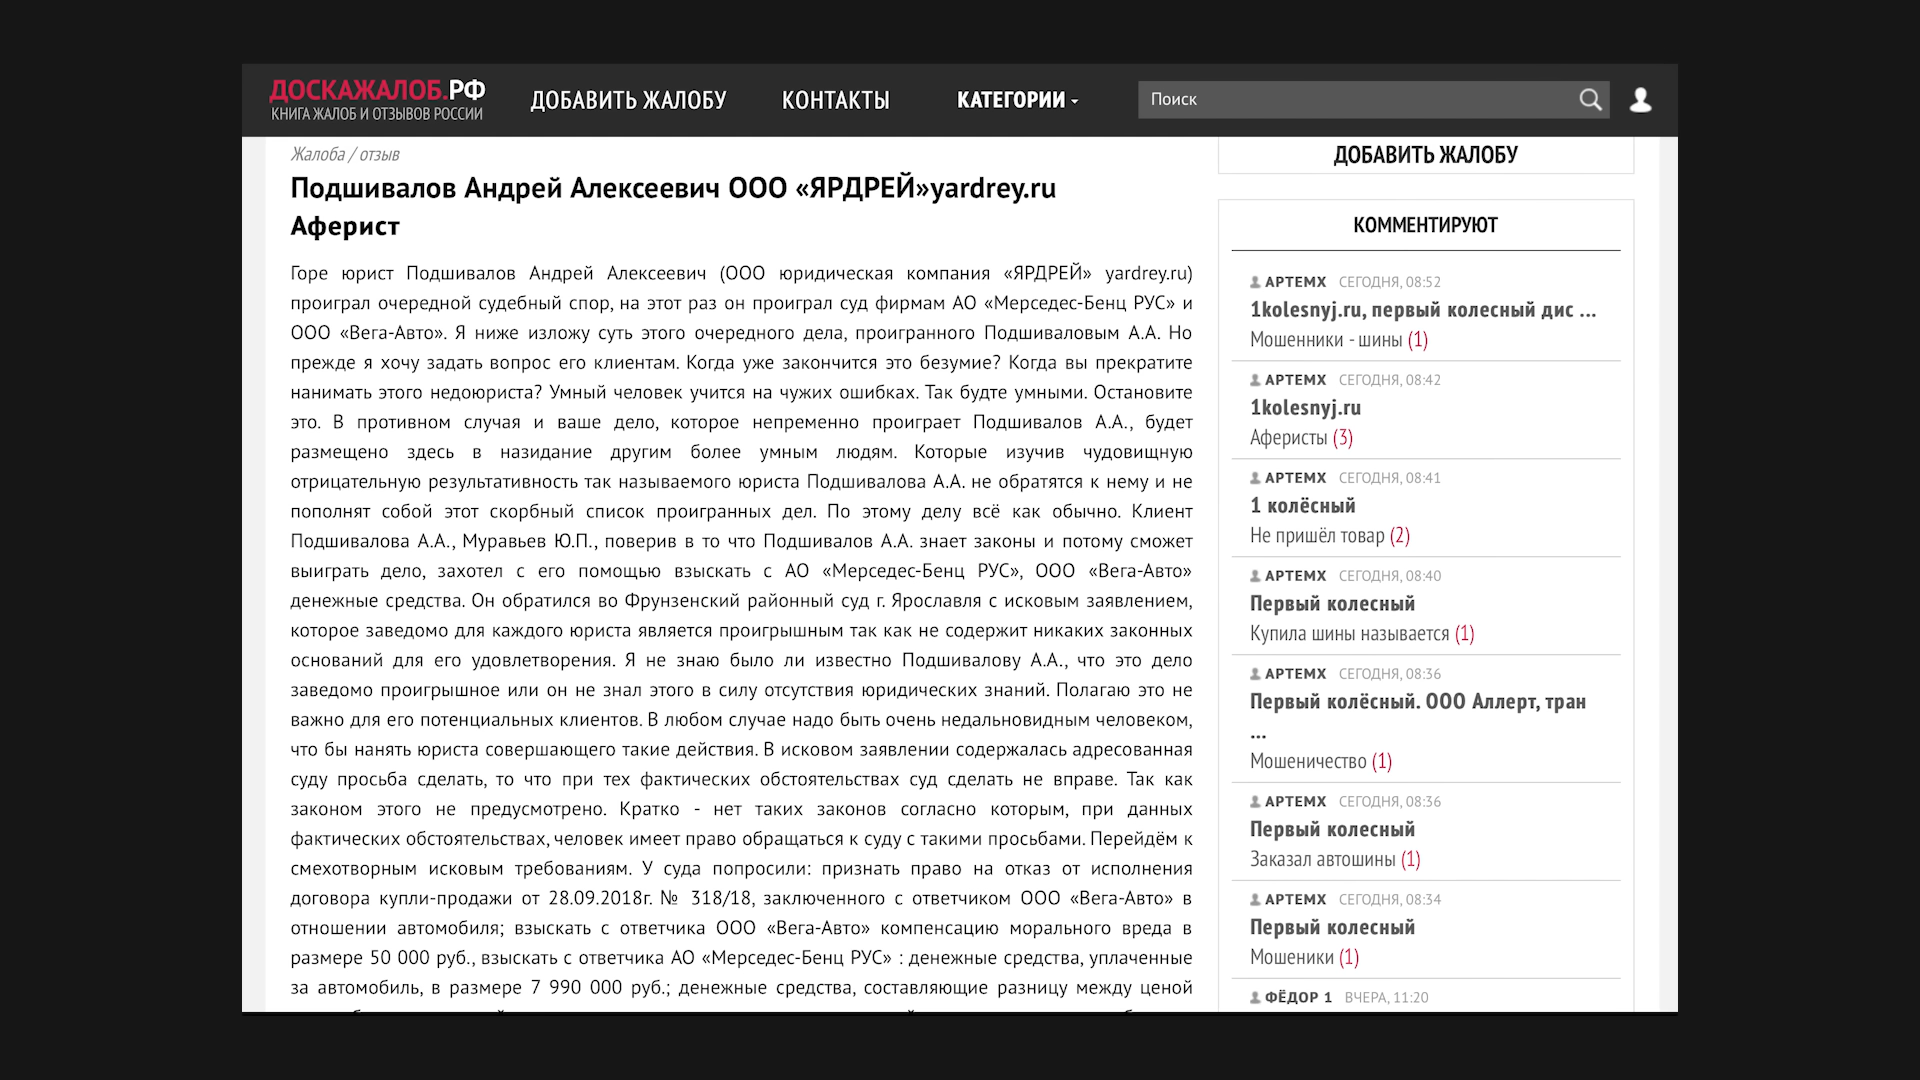 ДОСКАЖАЛОБ.РФ
КНИГА ЖАЛОБ И ОТЗЫВОВ РОССИИ
ДОБАВИТЬ ЖАЛОБУ
КОНТАКТЫ
КАТЕГОРИИ
Поиск
Жалоба / отзыв
Подшивалов Андрей Алексеевич ООО «ЯРДРЕЙ»yardrey.ru
Аферист
Горе юрист Подшивалов Андрей Алексеевич (ООО юридическая компания «ЯРДРЕЙ» yardrey.ru)
проиграл очередной судебный спор, на этот раз он проиграл суд фирмам АО «Мерседес-Бенц РУС» и
ООО «Вега-Авто». Я ниже изложу суть этого очередного дела, проигранного Подшиваловым А.А. Но
прежде я хочу задать вопрос его клиентам. Когда уже закончится это безумие? Когда вы прекратите
нанимать этого недоюриста? Умный человек учится на чужих ошибках. Так будте умными. Остановите
это. В противном случая и ваше дело, которое непременно проиграет Подшивалов А.А., будет
размещено здесь в назидание другим более умным людям. Которые изучив чудовищную
отрицательную результативность так называемого юриста Подшивалова А.А. не обратятся к нему и не
пополнят собой этот скорбный список проигранных дел. По этому делу всё как обычно. Клиент
Подшивалова А.А., Муравьев Ю.П., поверив в то что Подшивалов А.А. знает законы и потому сможет
выиграть дело, захотел с его помощью взыскать с АО «Мерседес-Бенц РУС», ООО «Вега-Авто»
денежные средства. Он обратился во Фрунзенский районный суд г. Ярославля с исковым заявлением,
которое заведомо для каждого юриста является проигрышным так как не содержит никаких законных
оснований для его удовлетворения. Я не знаю было ли известно Подшивалову А.А., что это дело
заведомо проигрышное или он не знал этого в силу отсутствия юридических знаний. Полагаю это не
важно для его потенциальных клиентов. В любом случае надо быть очень недальновидным человеком,
что бы нанять юриста совершающего такие действия. В исковом заявлении содержалась адресованная
суду просьба сделать, то что при тех фактических обстоятельствах суд сделать не вправе. Так как
законом этого не предусмотрено. Кратко - нет таких законов согласно которым, при данных
фактических обстоятельствах, человек имеет право обращаться к суду с такими просьбами. Перейдём к
смехотворным исковым требованиям. У суда попросили: признать право на отказ от исполнения
договора купли-продажи от 28.09.2018г. № 318/18, заключенного с ответчиком ООО «Вега-Авто» в
отношении автомобиля; взыскать с ответчика ООО «Вега-Авто» компенсацию морального вреда в
размере 50 000 руб., взыскать с ответчика АО «Мерседес-Бенц РУС» : денежные средства, уплаченные
за автомобиль, в размере 7 990 000 руб.; денежные средства, составляющие разницу между ценой
ДОБАВИТЬ ЖАЛОБУ
КОММЕНТИРУЮТ
АРТЕМХ СЕГОДНЯ, 08:52
1kolesnyj.ru, первый колесный дис ...
Мошенники - шины (1)
АРТЕМХ СЕГОДНЯ, 08:42
1kolesnyj.ru
Аферисты (3)
АРТЕМХ СЕГОДНЯ, 08:41
1 колёсный
Не пришёл товар (2)
АРТЕМХ СЕГОДНЯ, 08:40
Первый колесный
Купила шины называется (1)
АРТЕМХ СЕГОДНЯ, 08:36
Первый колёсный. ООО Аллерт, тран
...
Мошеничество (1)
АРТЕМХ СЕГОДНЯ, 08:36
Первый колесный
Заказал автошины (1)
АРТЕМХ СЕГОДНЯ, 08:34
Первый колесный
Мошеники (1)
ФЁДОР 1 ВЧЕРА, 11:20